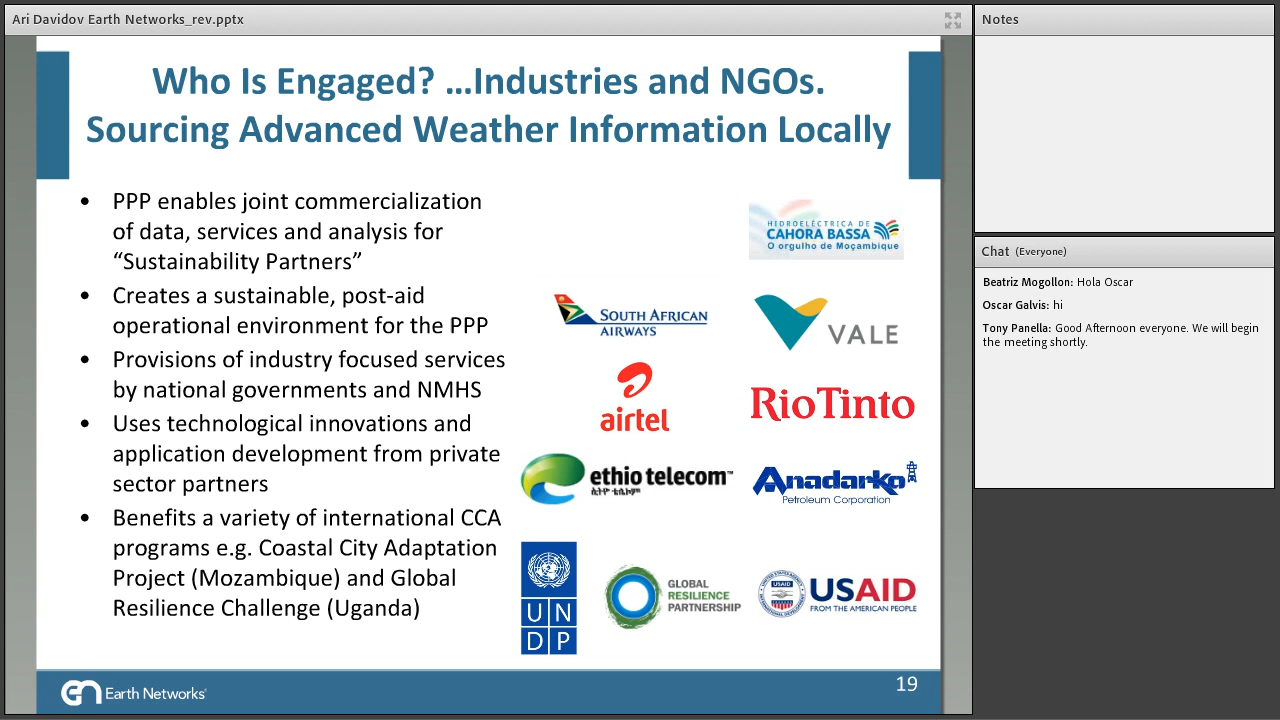 Ari Davidov Earth Networks_rev.pptx
Who Is Engaged? …Industries and NGOs.
Sourcing Advanced Weather Information Locally
• PPP enables joint commercialization
of data, services and analysis for
“Sustainability Partners”
• Creates a sustainable, post-aid
operational environment for the PPP
• Provisions of industry focused services
by national governments and NMHS
• Uses technological innovations and
application development from private
sector partners
• Benefits a variety of international CCA
programs e.g. Coastal City Adaptation
Project (Mozambique) and Global
Resilience Challenge (Uganda)
HIDROELÉCTRICA DE
CAHORA BASSA
O orgulho de Moçambique
SOUTH AFRICAN
AIRWAYS
VALE
airtel
RioTinto
ethio telecom
ኢትዮ ቴሌኮም
Anadarko
Petroleum Corporation
U N
D P
GLOBAL
RESILIENCE
PARTNERSHIP
USAID
USAID
FROM THE AMERICAN PEOPLE
Earth Networks
19
Notes
Chat (Everyone)
Beatriz Mogollon: Hola Oscar
Oscar Galvis: hi
Tony Panella: Good Afternoon everyone. We will begin
the meeting shortly.